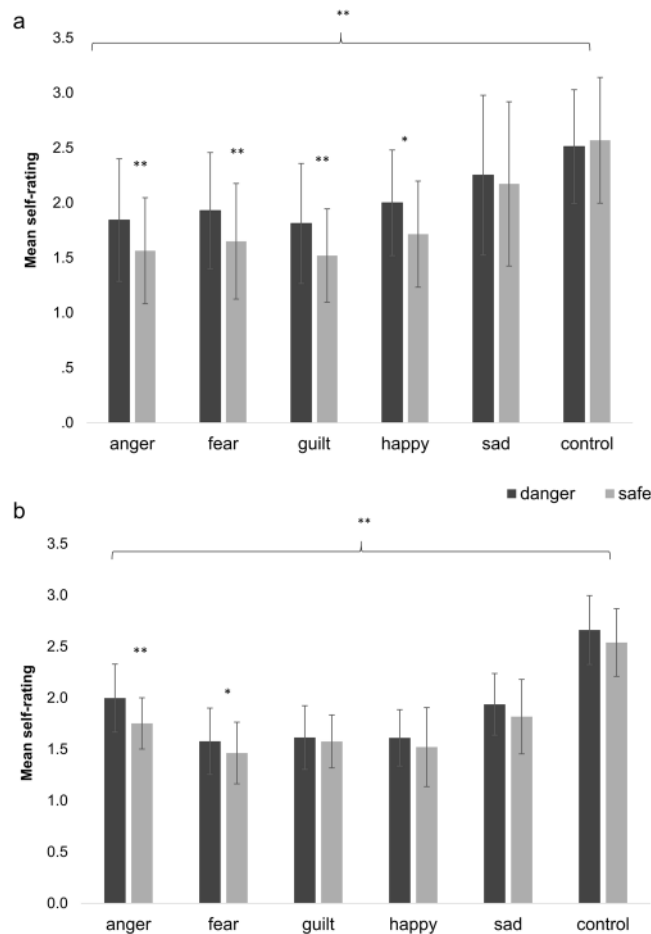 a
**
3.5
3.0
2.5
2.0
1.5
1.0
.5
.0
Mean self-rating
** ** ** *
anger fear guilt happy sad control
danger safe
b
**
3.5
3.0
2.5
2.0
1.5
1.0
0.5
0.0
Mean self-rating
** *
anger fear guilt happy sad control